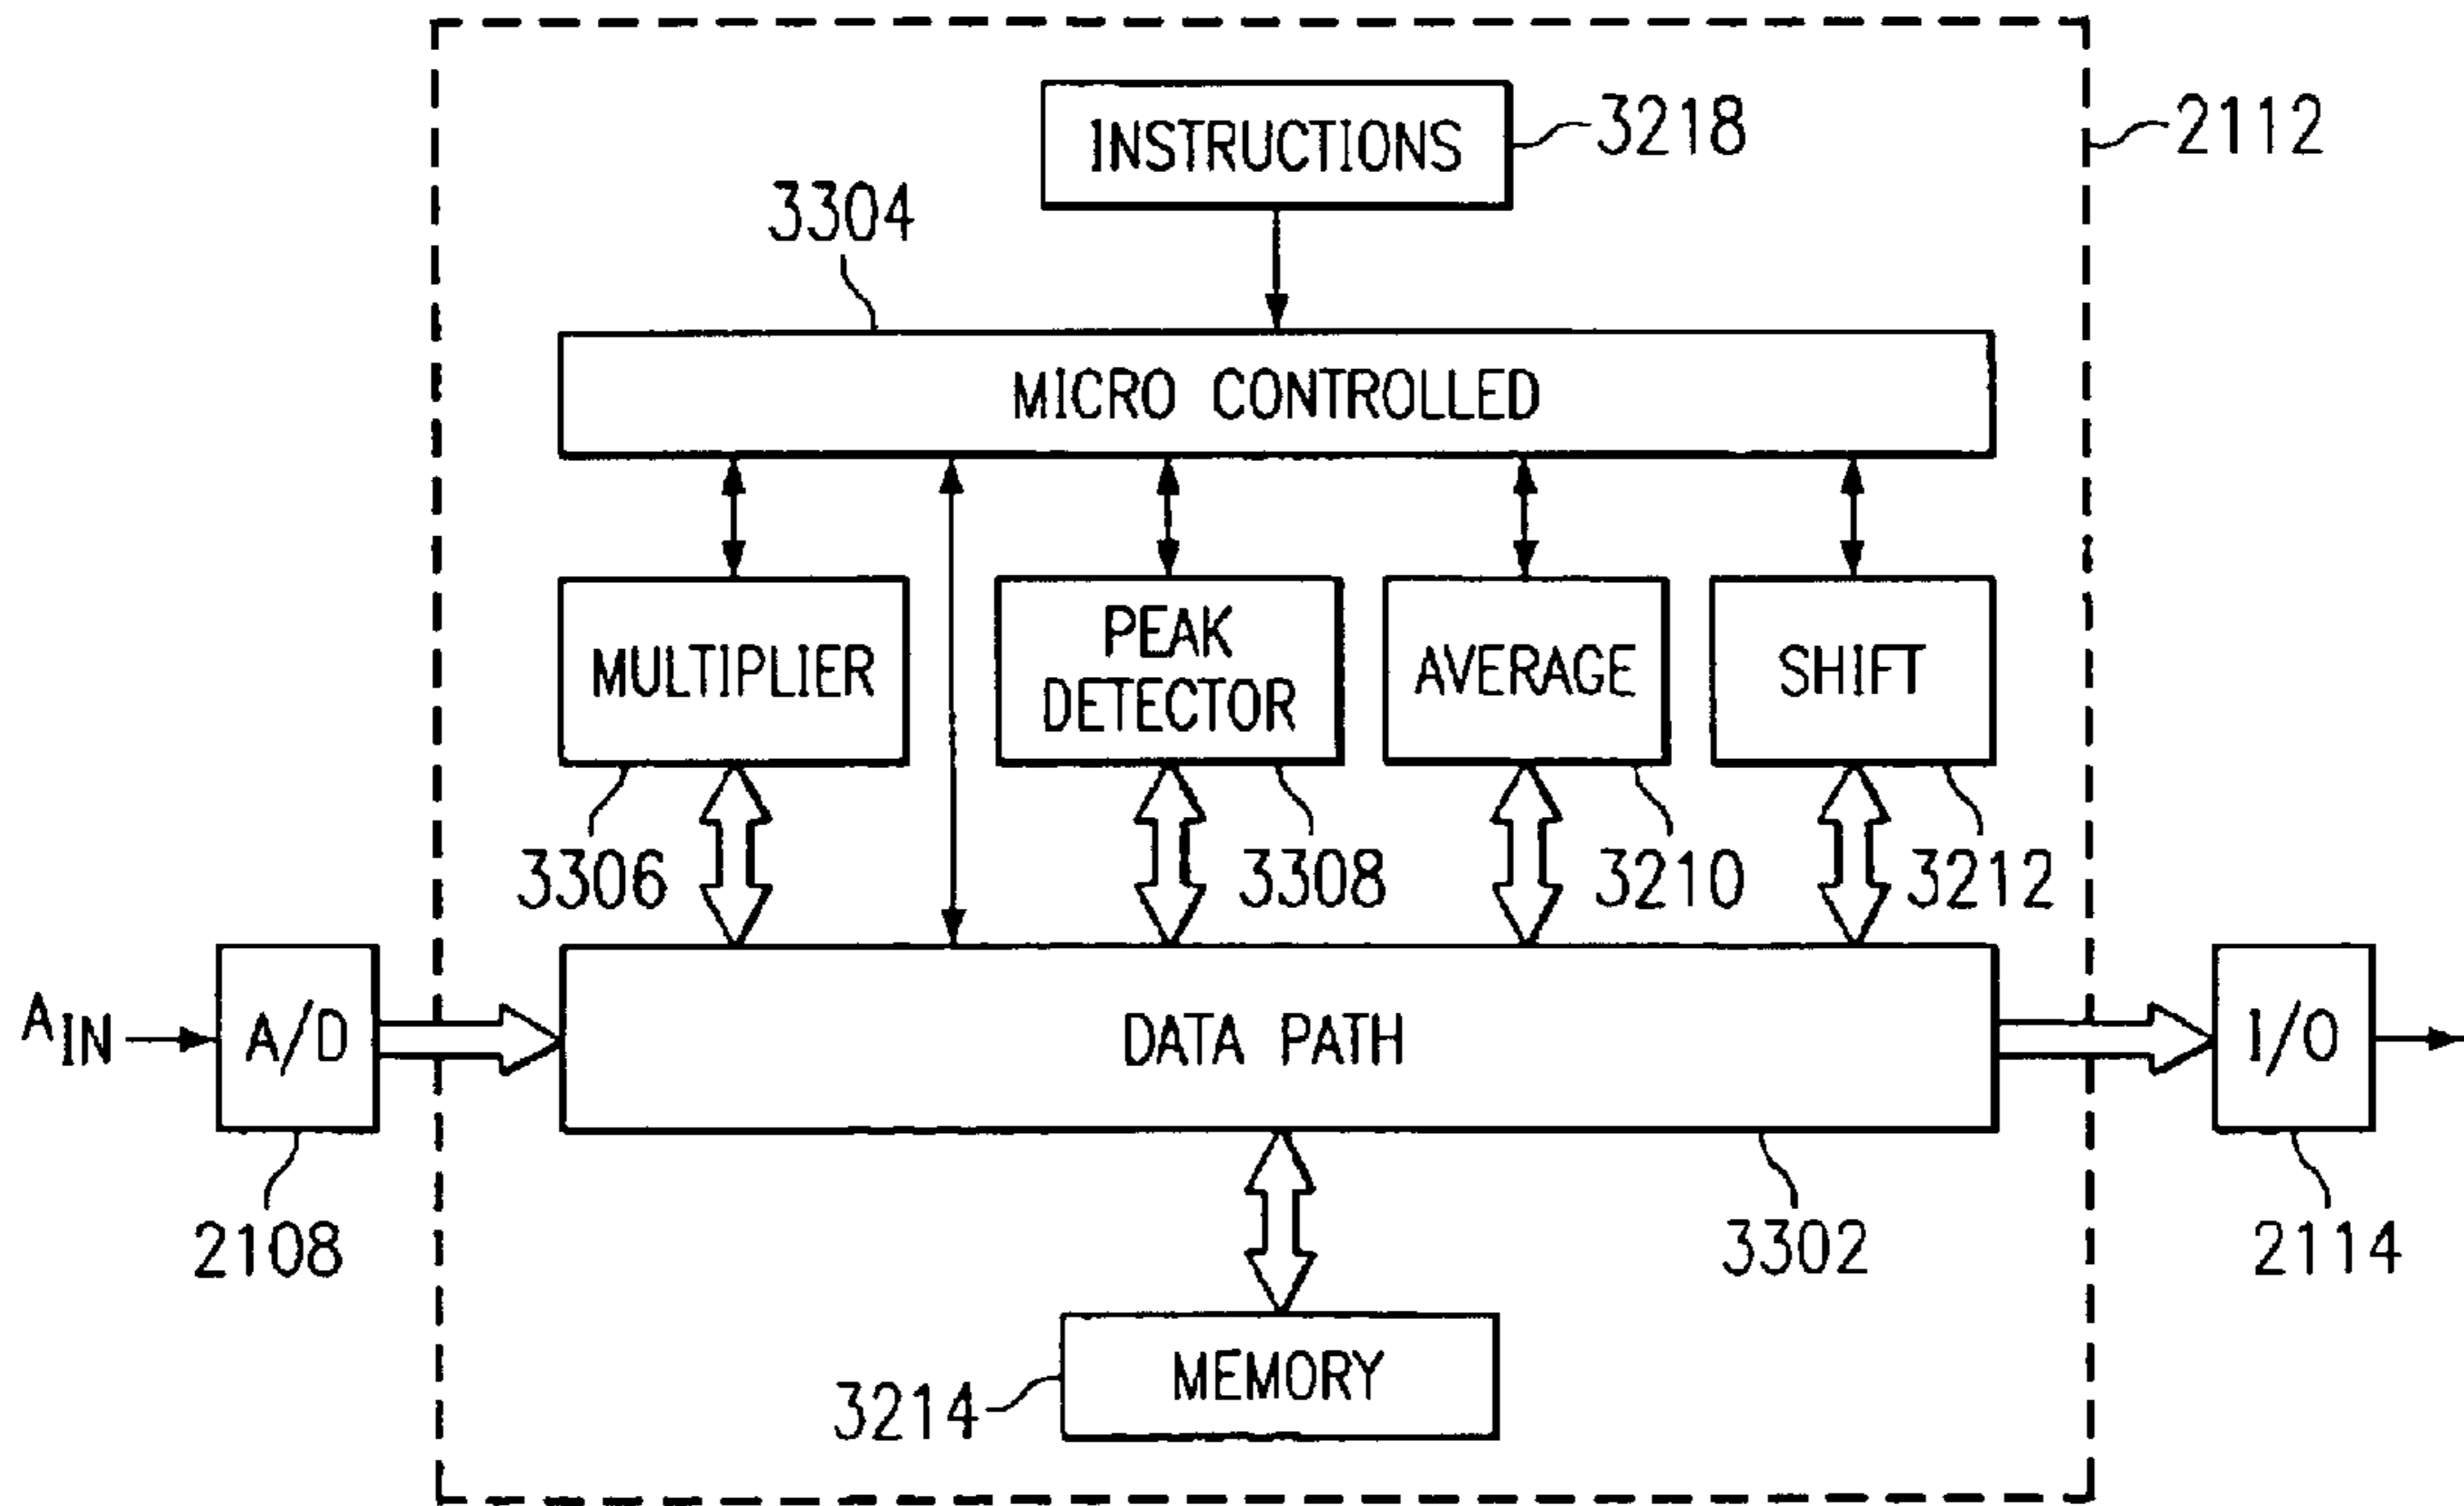 INSTRUCTIONS
3218
2112
3304
MICRO CONTROLLED
MULTIPLIER
PEAK
DETECTOR
AVERAGE
SHIFT
3306
3308
3210
3212
AIN
A/D
DATA PATH
I/O
2108
3302
2114
MEMORY
3214